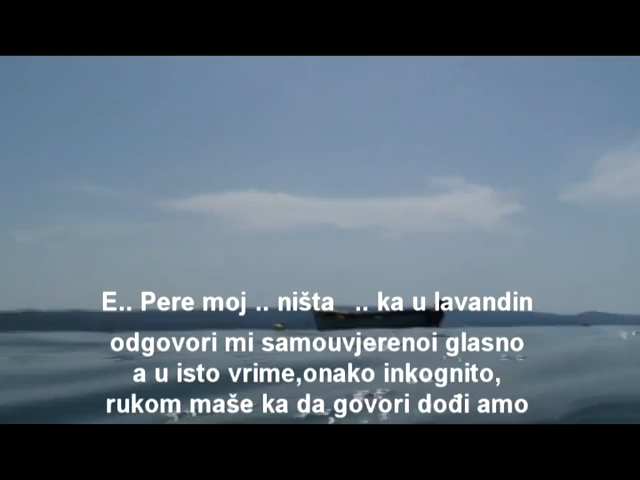 E.. Pere moj .. ništa .. ka u lavandin
odgovori mi samouvjerenoi glasno
a u isto vrime,onako inkognito,
rukom maše ka da govori dođi amo